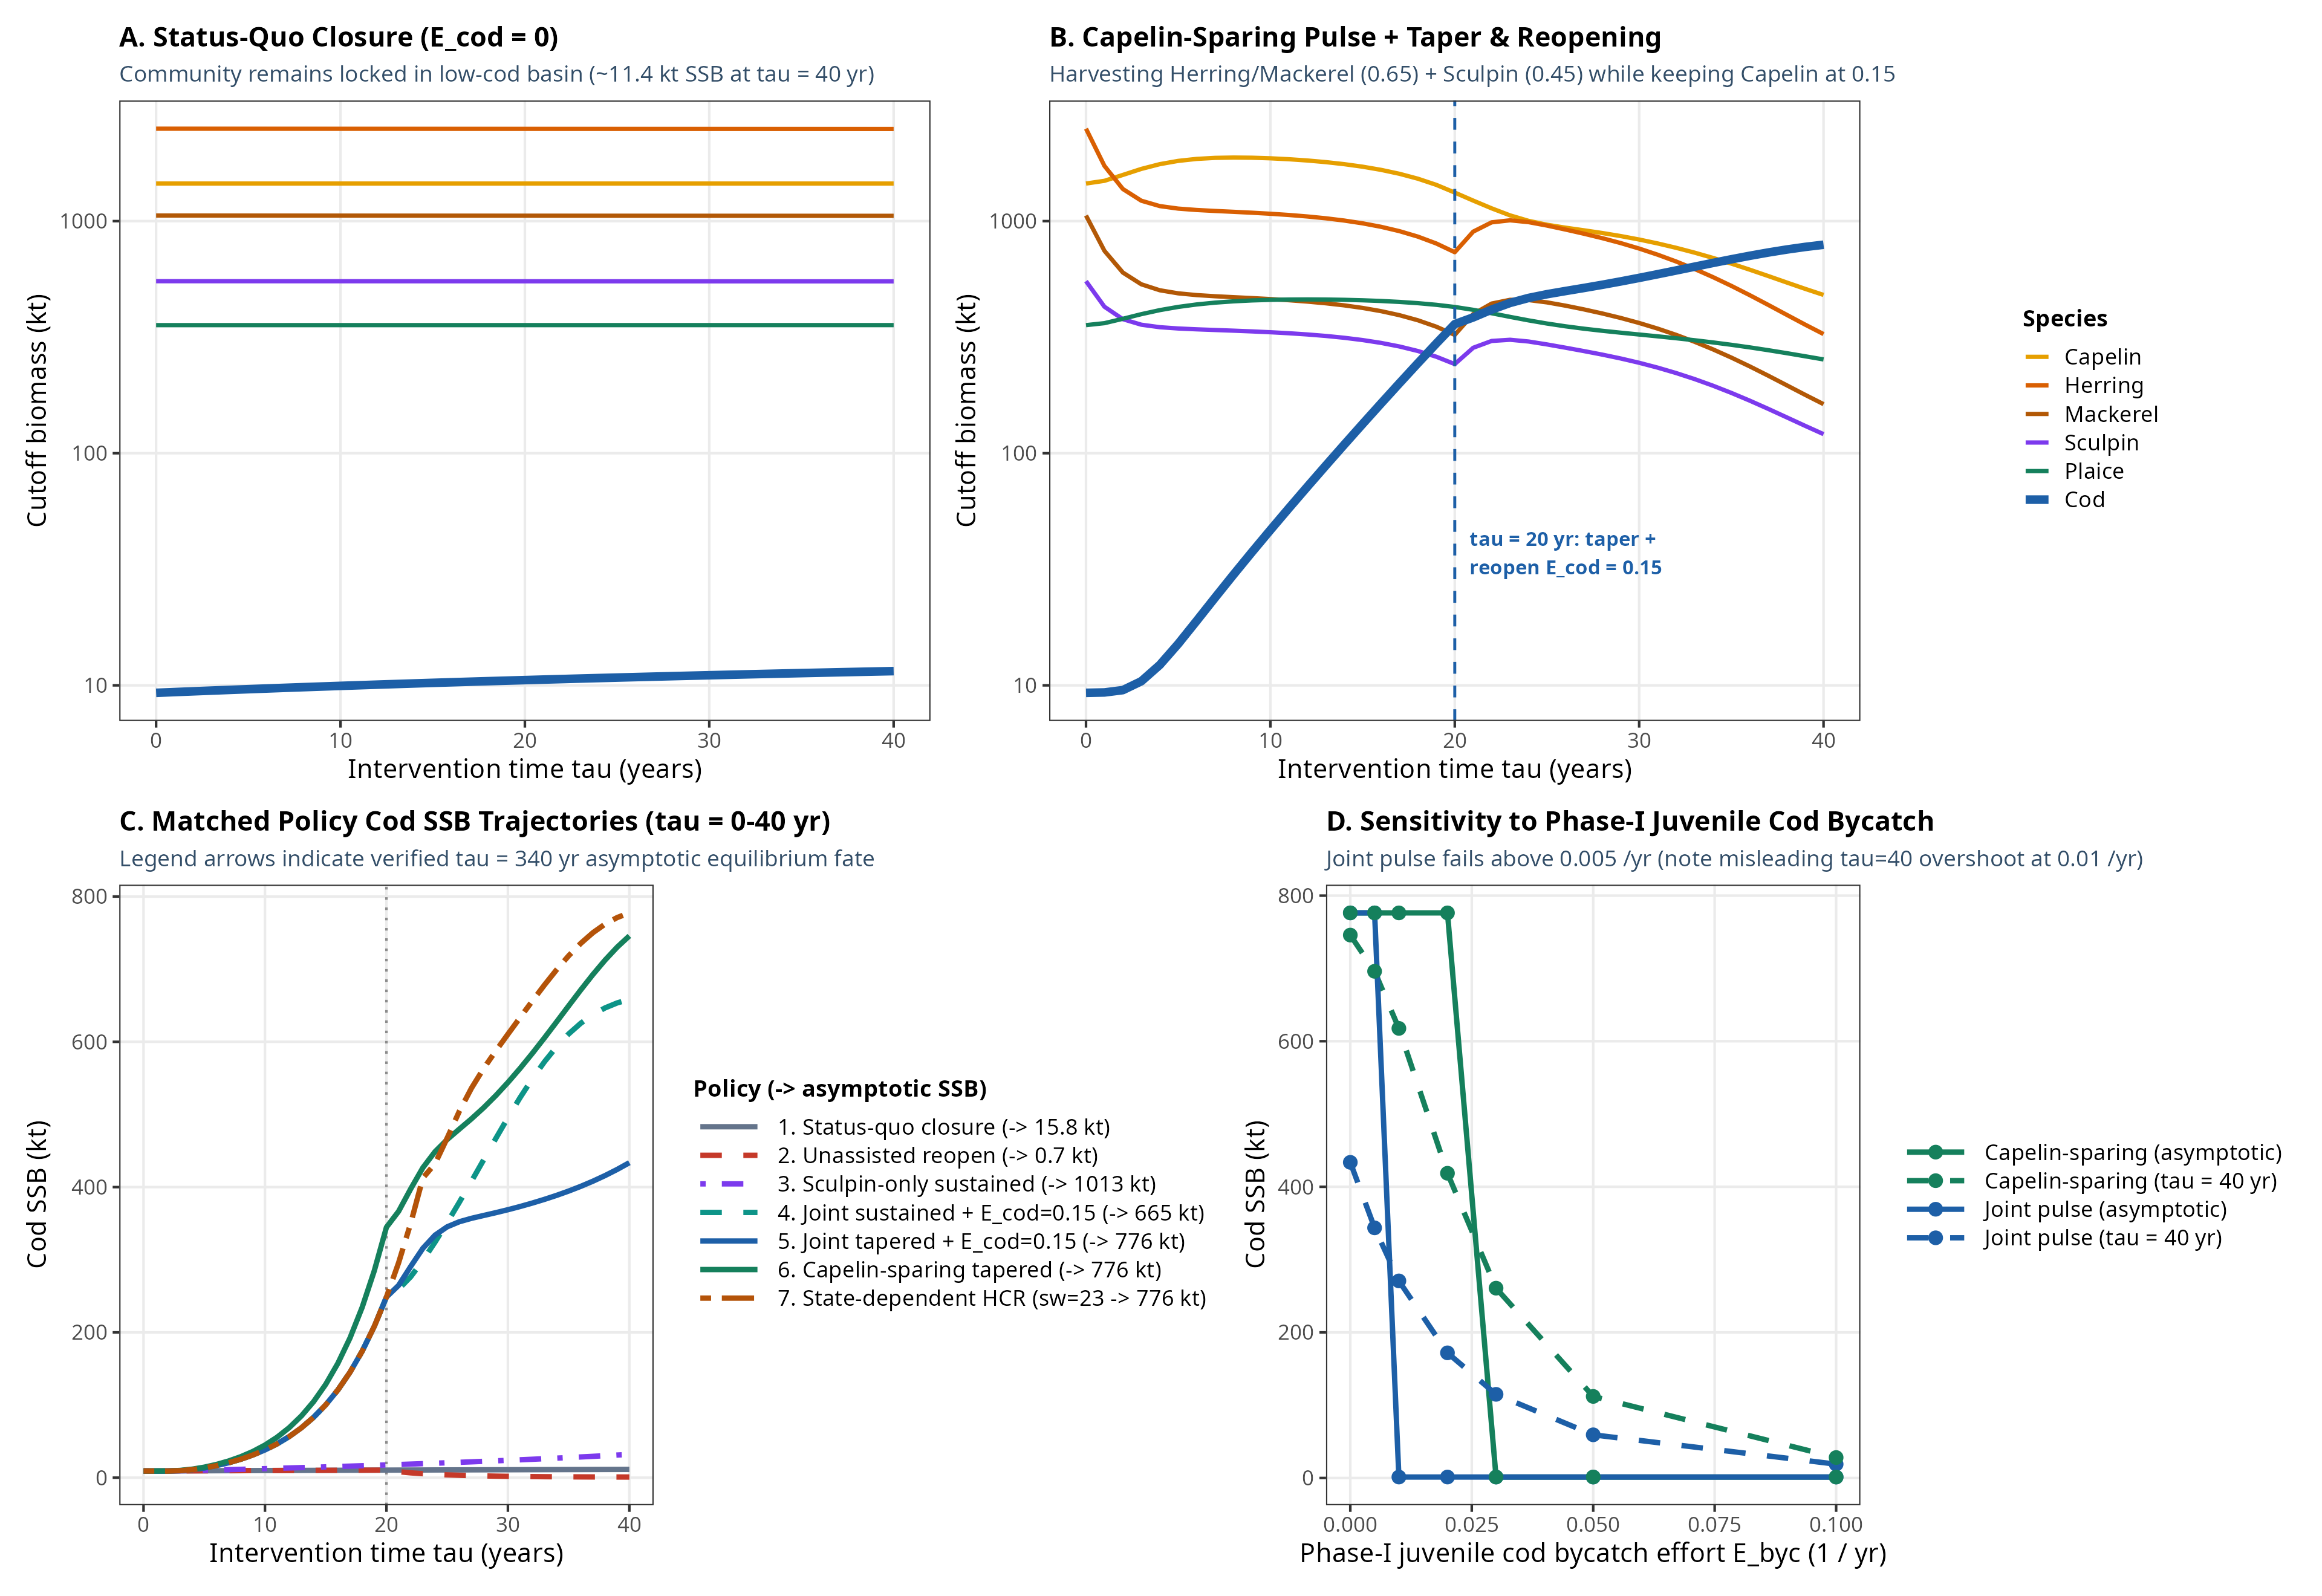 A. Status-Quo Closure (E_cod = 0)
Community remains locked in low-cod basin (~11.4 kt SSB at tau = 40 yr)
Cutoff biomass (kt)
1000
100
10
0
10
20
30
40
Intervention time tau (years)
B. Capelin-Sparing Pulse + Taper & Reopening
Harvesting Herring/Mackerel (0.65) + Sculpin (0.45) while keeping Capelin at 0.15
Cutoff biomass (kt)
1000
100
10
tau = 20 yr: taper +
reopen E_cod = 0.15
0
10
20
30
40
Intervention time tau (years)
Species
Capelin
Herring
Mackerel
Sculpin
Plaice
Cod
C. Matched Policy Cod SSB Trajectories (tau = 0-40 yr)
Legend arrows indicate verified tau = 340 yr asymptotic equilibrium fate
Cod SSB (kt)
800
600
400
200
0
0
10
20
30
40
Intervention time tau (years)
Policy (-> asymptotic SSB)
1. Status-quo closure (-> 15.8 kt)
2. Unassisted reopen (-> 0.7 kt)
3. Sculpin-only sustained (-> 1013 kt)
4. Joint sustained + E_cod=0.15 (-> 665 kt)
5. Joint tapered + E_cod=0.15 (-> 776 kt)
6. Capelin-sparing tapered (-> 776 kt)
7. State-dependent HCR (sw=23 -> 776 kt)
D. Sensitivity to Phase-I Juvenile Cod Bycatch
Joint pulse fails above 0.005 /yr (note misleading tau=40 overshoot at 0.01 /yr)
Cod SSB (kt)
800
600
400
200
0
0.000
0.025
0.050
0.075
0.100
Phase-I juvenile cod bycatch effort E_byc (1 / yr)
Capelin-sparing (asymptotic)
Capelin-sparing (tau = 40 yr)
Joint pulse (asymptotic)
Joint pulse (tau = 40 yr)